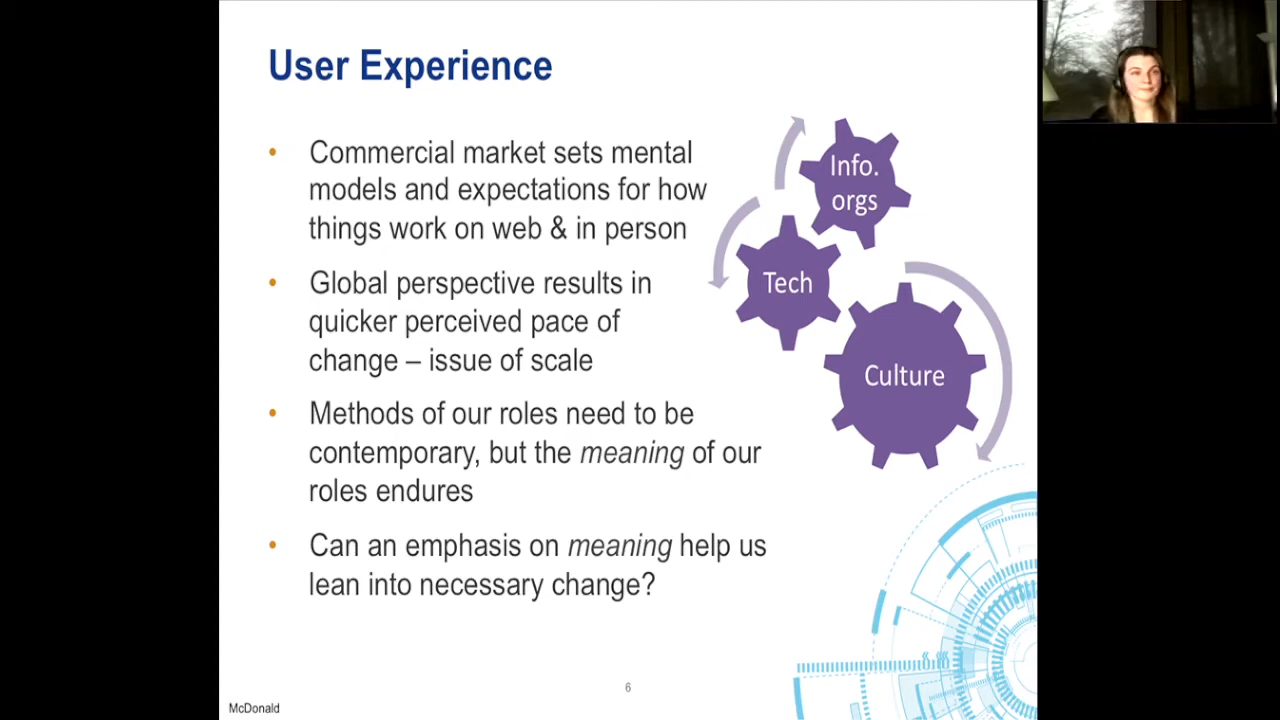 User Experience
• Commercial market sets mental
models and expectations for how
things work on web & in person
• Global perspective results in
quicker perceived pace of
change – issue of scale
• Methods of our roles need to be
contemporary, but the meaning of our
roles endures
• Can an emphasis on meaning help us
lean into necessary change?
Info.
orgs
Tech
Culture
6
McDonald